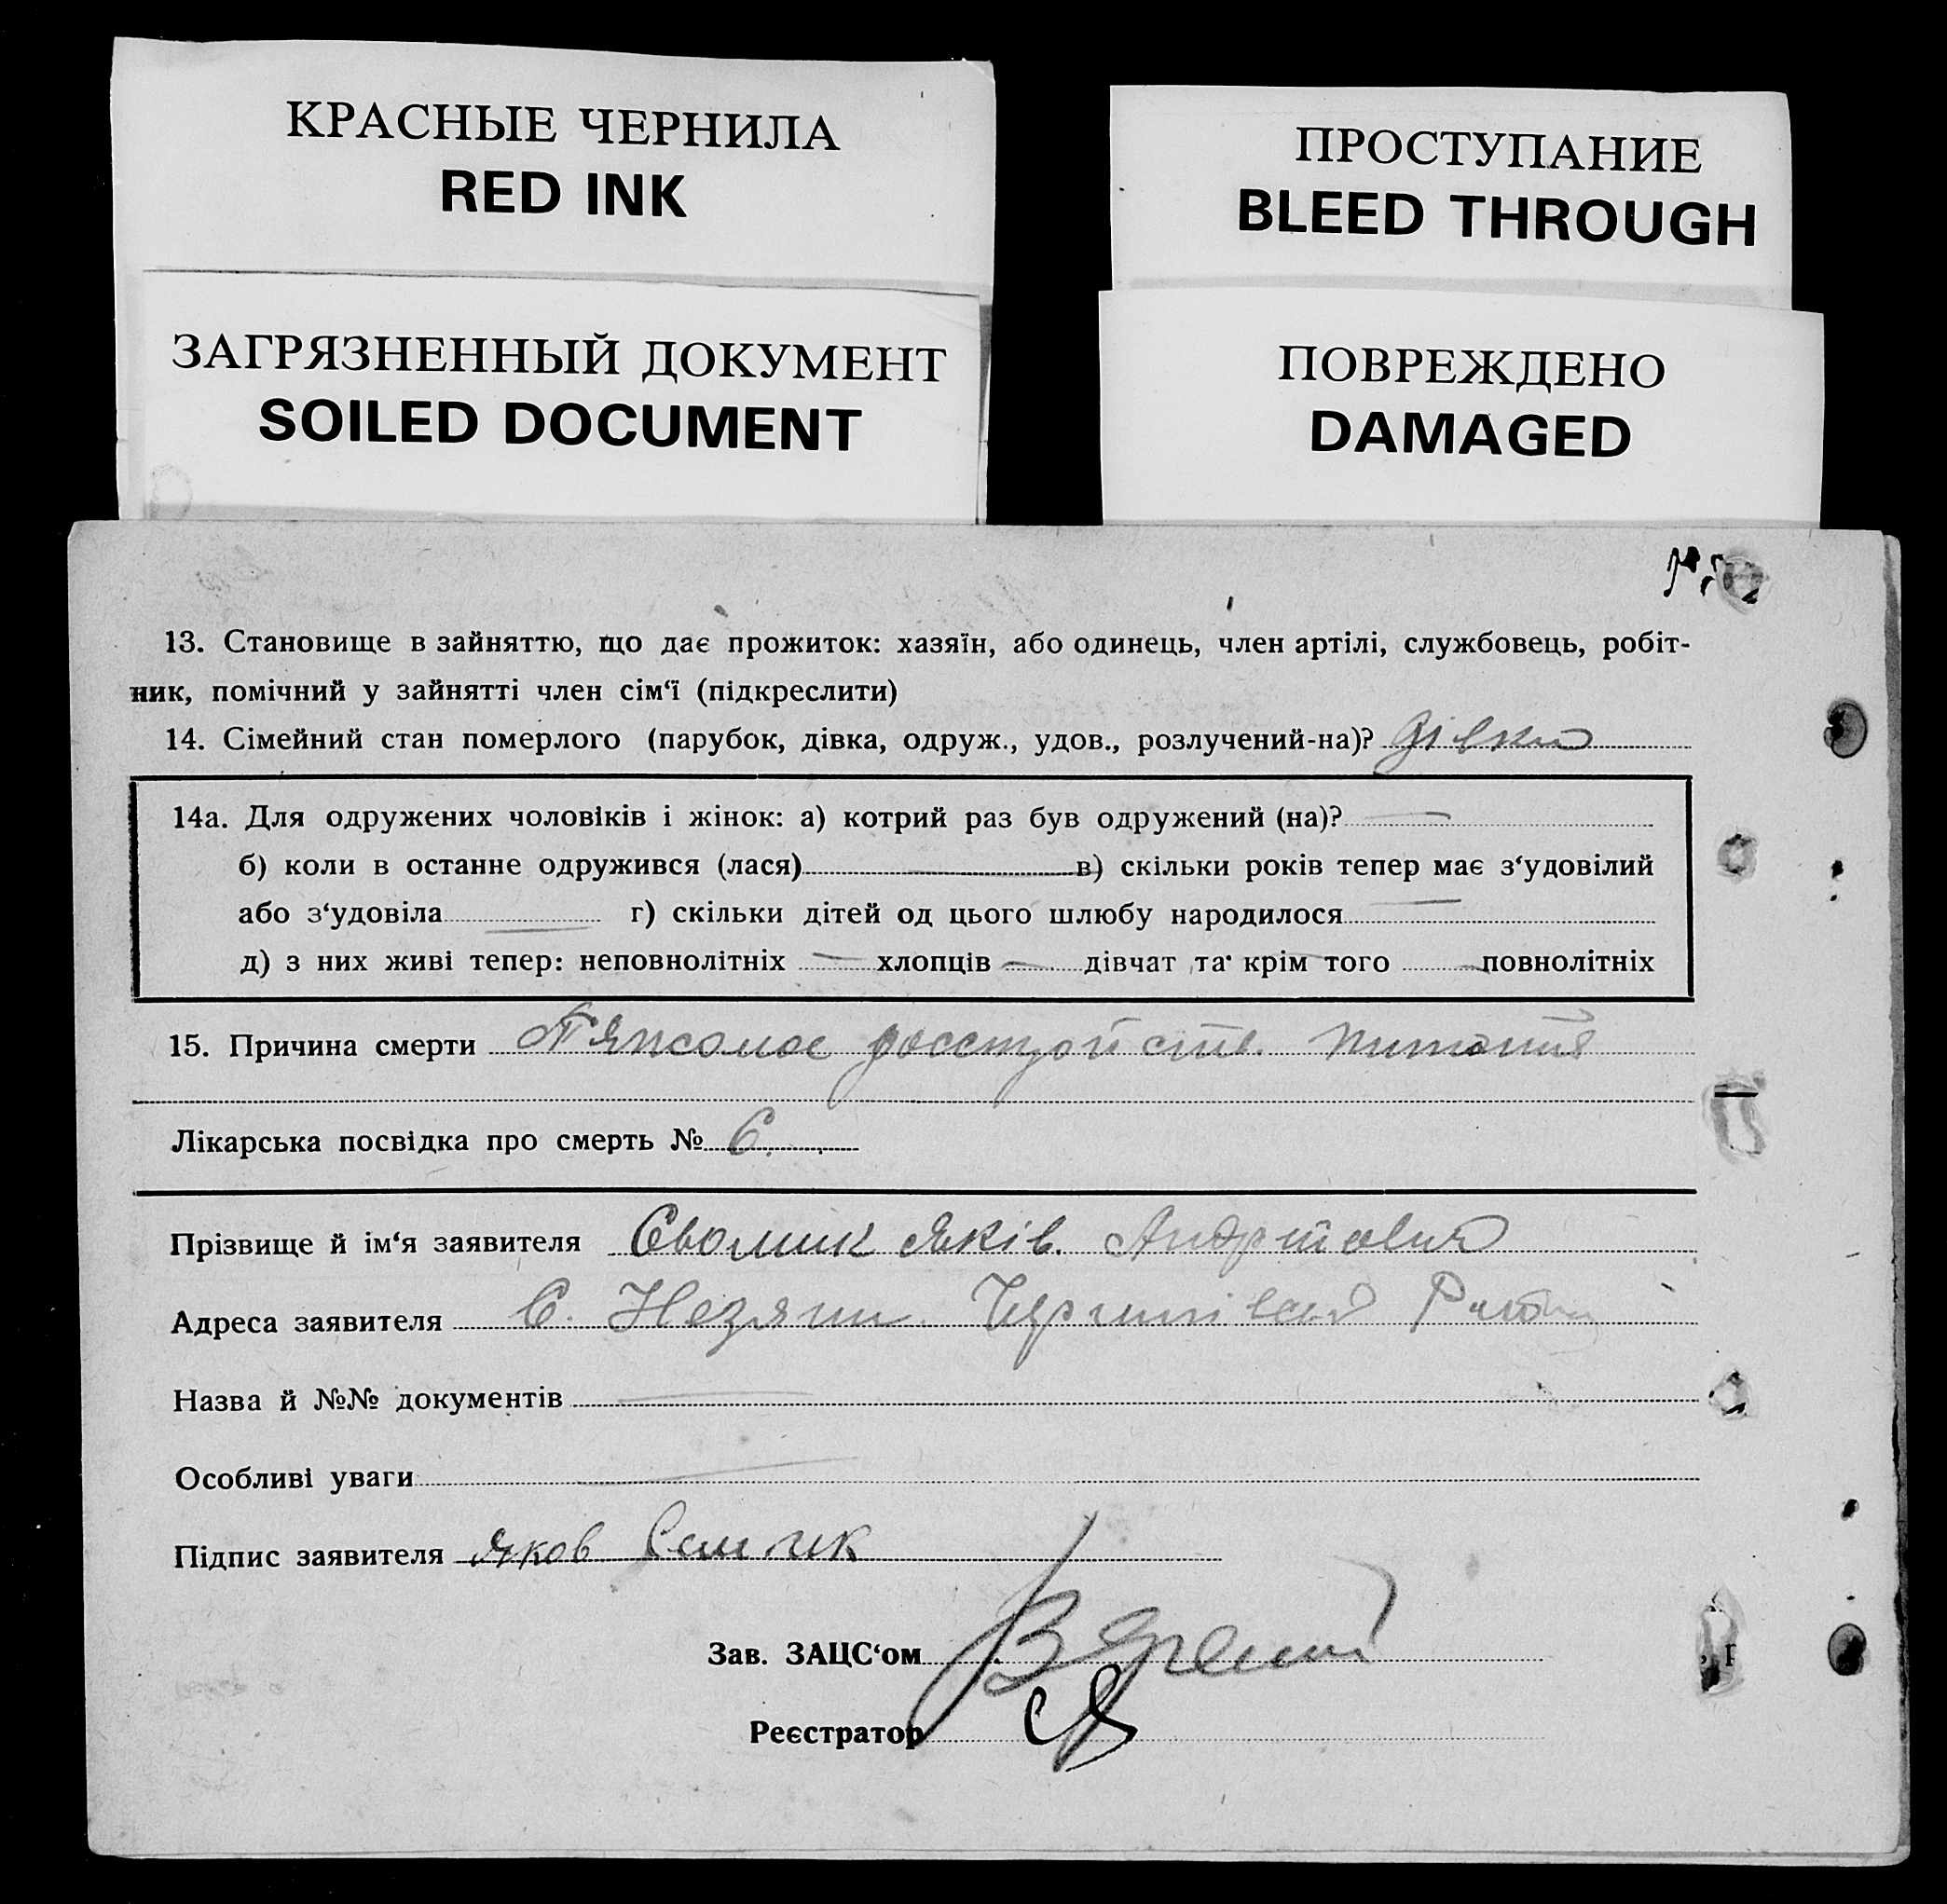 КРАСНЫЕ ЧЕРНИЛА
RED INK
ПРОСТУПАНИЕ
BLEED THROUGH
ЗАГРЯЗНЕННЫЙ ДОКУМЕНТ
SOILED DOCUMENT
ПОВРЕЖДЕНО
DAMAGED
13. Становище в зайняттю, що дає прожиток: хазяїн, або одинець, член артілі, службовець, робіт-
ник, помічний у зайнятті член сім‘ї (підкреслити)
14. Сімейний стан померлого (парубок, дівка, одруж., удов., розлучений-на)? дівка
14а. Для одружених чоловіків і жінок: а) котрий раз був одружений (на)? —
б) коли в останне одружився (лася) — в) скільки років тепер має з‘удовілий
або з‘удовіла — г) скільки дітей од цього шлюбу народилося —
д) з них живі тепер: неповнолітніх — хлопців — дівчат та крім того — повнолітніх
15. Причина смерти питания
Лікарська посвідка про смерть № 6.
Прізвище й ім‘я заявителя Яків.
Адреса заявителя С.
Назва й №№ документів —
Особливі уваги —
Підпис заявителя Яков
Зав. ЗАЦС‘ом
Реєстратор